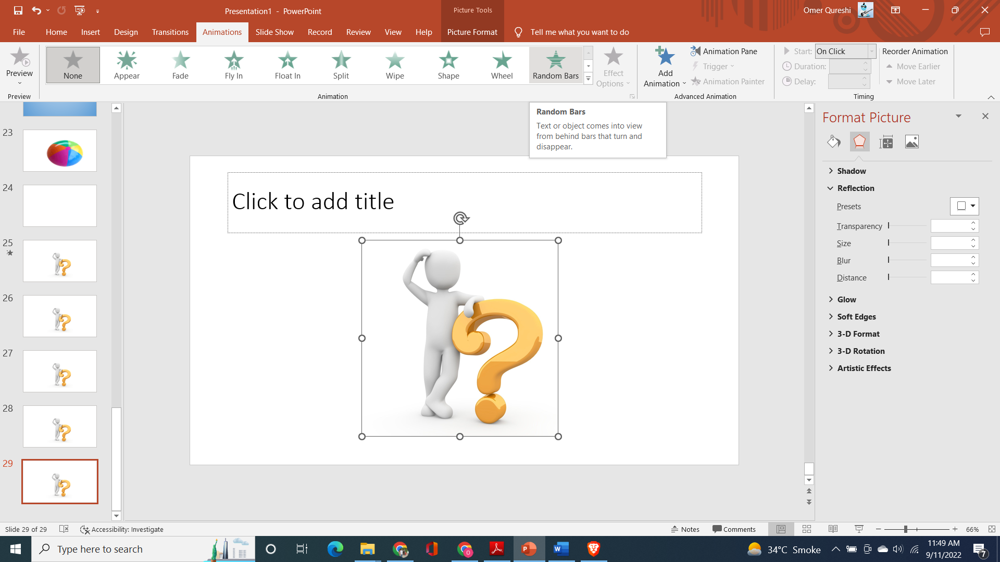 Presentation1 - PowerPoint
Picture Tools
Omer Qureshi
File Home Insert Design Transitions Animations Slide Show Record Review View Help Picture Format Tell me what you want to do
Preview
None
Appear
Fade
Fly In
Float In
Split
Wipe
Shape
Wheel
Random Bars
Effect
Options
Add
Animation
Animation Pane
Trigger
Animation Painter
Start: On Click
Duration:
Delay:
Reorder Animation
Move Earlier
Move Later
Preview
Animation
Advanced Animation
Timing
Random Bars
Text or object comes into view
from behind bars that turn and
disappear.
23
24
25
26
27
28
29
Click to add title
Format Picture
Shadow
Reflection
Presets
Transparency
Size
Blur
Distance
Glow
Soft Edges
3-D Format
3-D Rotation
Artistic Effects
Slide 29 of 29
Accessibility: Investigate
Notes
Comments
66%
Type here to search
34°C Smoke
11:49 AM
9/11/2022
7